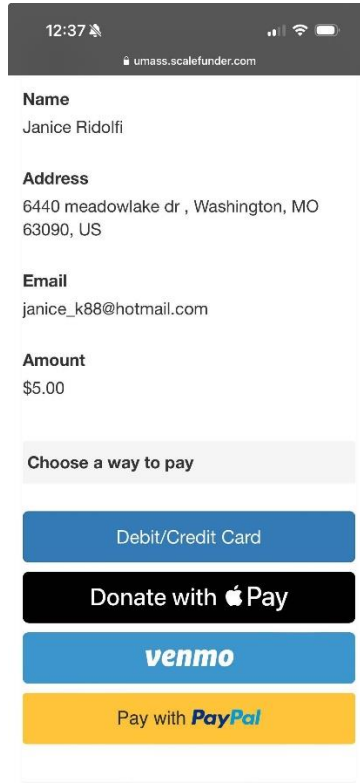 12:37
umass.scalefunder.com
Name
Janice Ridolfi
Address
6440 meadowlake dr , Washington, MO
63090, US
Email
janice_k88@hotmail.com
Amount
$5.00
Choose a way to pay
Debit/Credit Card
Donate with Pay
venmo
Pay with PayPal